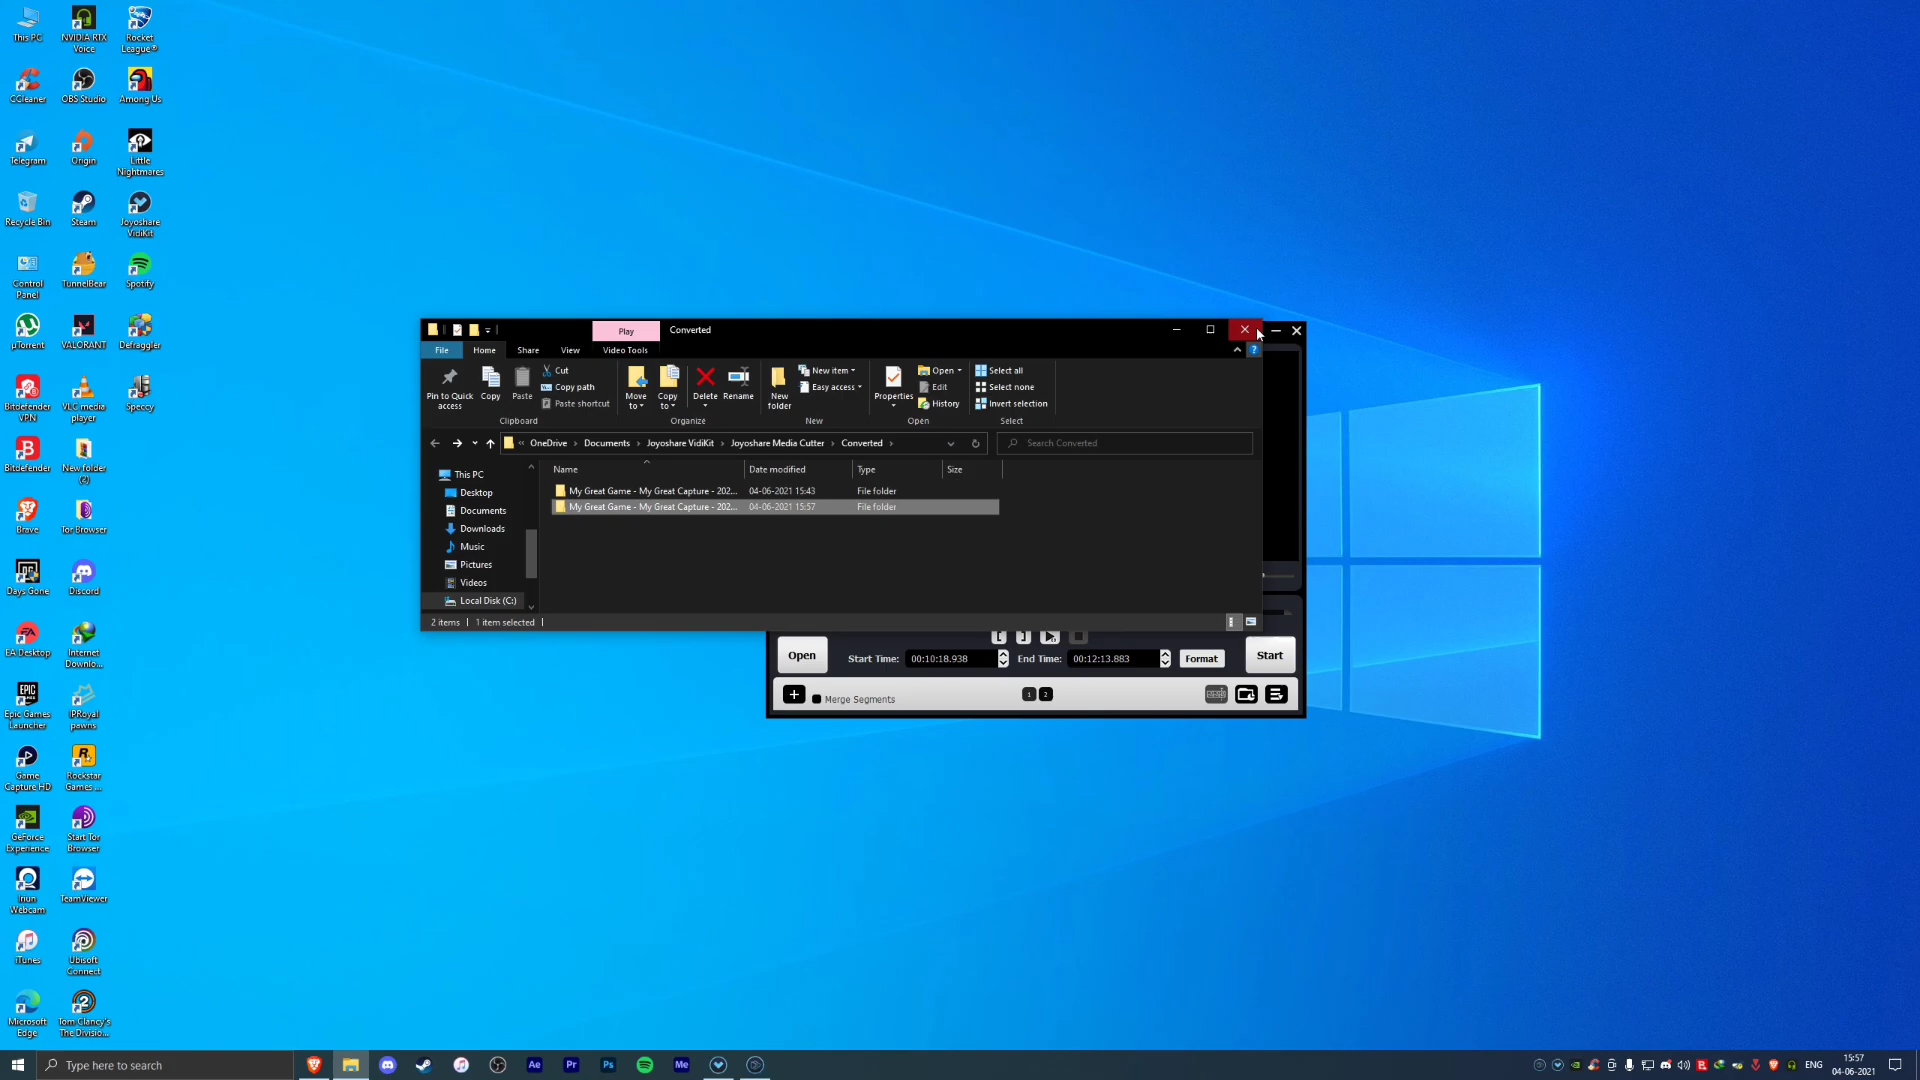 This PC
NVIDIA RTX
Voice
Rocket
League®
CCleaner
OBS Studio
Among Us
Telegram
Origin
Little
Nightmares
Recycle Bin
Steam
Joyoshare
VidiKit
Control
Panel
TunnelBear
Spotify
µTorrent
VALORANT
Defraggler
Bitdefender
VPN
VLC media
player
Speccy
Bitdefender
New folder
(2)
Brave
Tor Browser
Days Gone
Discord
EA Desktop
Internet
Downlo...
Epic Games
Launcher
IPRoyal
pawns
Game
Capture HD
Rockstar
Games ...
GeForce
Experience
Start Tor
Browser
Iriun
Webcam
TeamViewer
iTunes
Ubisoft
Connect
Microsoft
Edge
Tom Clancy's
The Divisio...
Play
Converted
File
Home
Share
View
Video Tools
Pin to Quick
access
Copy
Paste
Cut
Copy path
Paste shortcut
Clipboard
Move
to
Copy
to
Delete
Rename
Organize
New
folder
New item
Easy access
New
Properties
Open
Edit
History
Open
Select all
Select none
Invert selection
Select
« OneDrive > Documents > Joyoshare VidiKit > Joyoshare Media Cutter > Converted >
Search Converted
Name
Date modified
Type
Size
My Great Game - My Great Capture - 202... 04-06-2021 15:43 File folder
My Great Game - My Great Capture - 202... 04-06-2021 15:57 File folder
This PC
Desktop
Documents
Downloads
Music
Pictures
Videos
Local Disk (C:)
2 items
1 item selected
Open
Start Time: 00:10:18.938
End Time: 00:12:13.883
Format
Start
Merge Segments
1 2
Type here to search
Ae
Pr
Ps
Me
ENG
15:57
04-06-2021